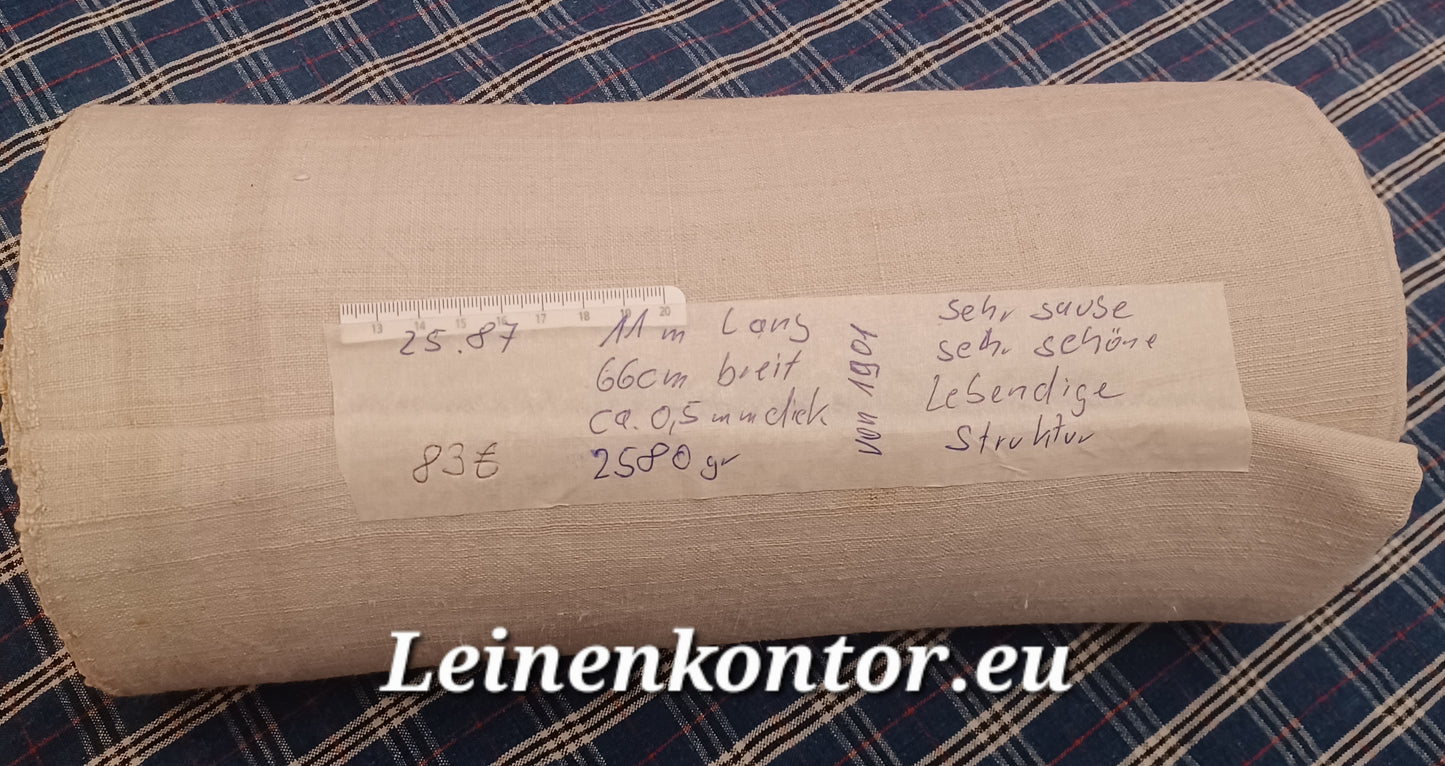 13 14 15 16 17 18 19 20
25.87
83€
11 m Lang
66cm breit
ca. 0,5 mm dick
2580 gr
von 1901
sehr sauber
sehr schöne
Lebendige
Struktur
Leinenkontor.eu